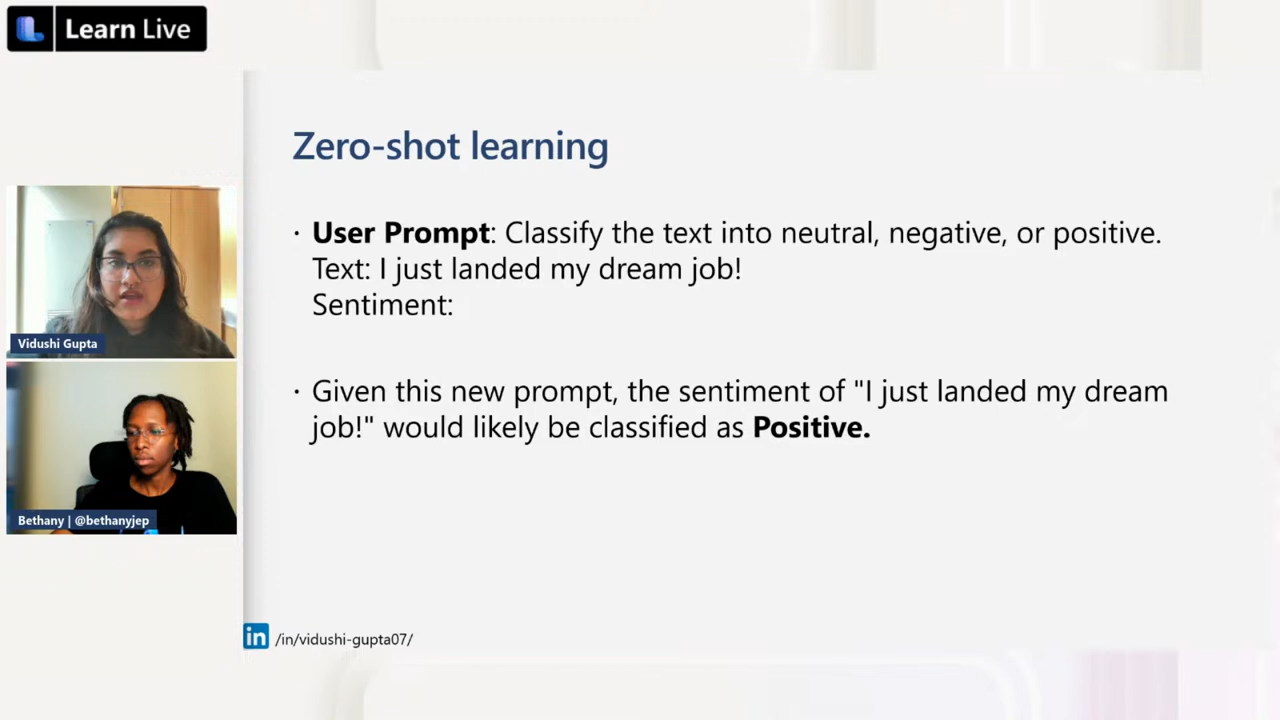 Learn Live
Zero-shot learning
· User Prompt: Classify the text into neutral, negative, or positive.
Text: I just landed my dream job!
Sentiment:
· Given this new prompt, the sentiment of "I just landed my dream
job!" would likely be classified as Positive.
Vidushi Gupta
Bethany | @bethanyjep
in /in/vidushi-gupta07/